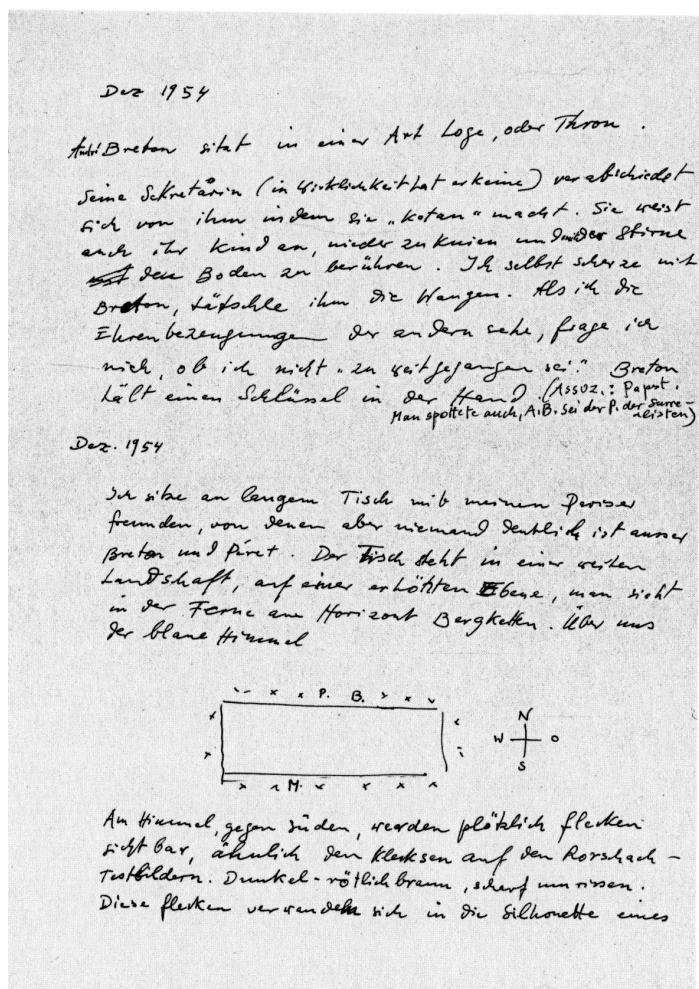 Dez 1954
André Breton sitzt in einer Art Loge, oder Thron.
Seine Sekretärin (in Wirklichkeit hat er keine) verabschiedet
sich von ihm indem sie „kotau" macht. Sie weist
auch ihr Kind an, nieder zu knien und mit der Stirne
den Boden zu berühren. Ich selbst scherze mit
Breton, tätschle ihm die Wangen. Als ich die
Ehrenbezeugungen der andern sehe, frage ich
mich, ob ich nicht „zu weit gegangen sei." Breton
hält einen Schlüssel in der Hand (Assoz.: Papst.
Man spottete auch, A.B. sei der P. der Surre-
alisten)
Dez. 1954
Ich sitze an langem Tisch mit meinen Pariser
freunden, von denen aber niemand deutlich ist ausser
Breton und Péret. Der Tisch steht in einer weiten
Landschaft, auf einer erhöhten Ebene, man sieht
in der Ferne am Horizont Bergketten. Über uns
der blaue Himmel
P. B.
N
W O
S
M.
Am Himmel, gegen Süden, werden plötzlich flecken
sichtbar, ähnlich den Klecksen auf den Rorshach-
Testbildern. Dunkel-rötlichbraun, scharf umrissen.
Diese flecken verwandeln sich in die Silhouette eines